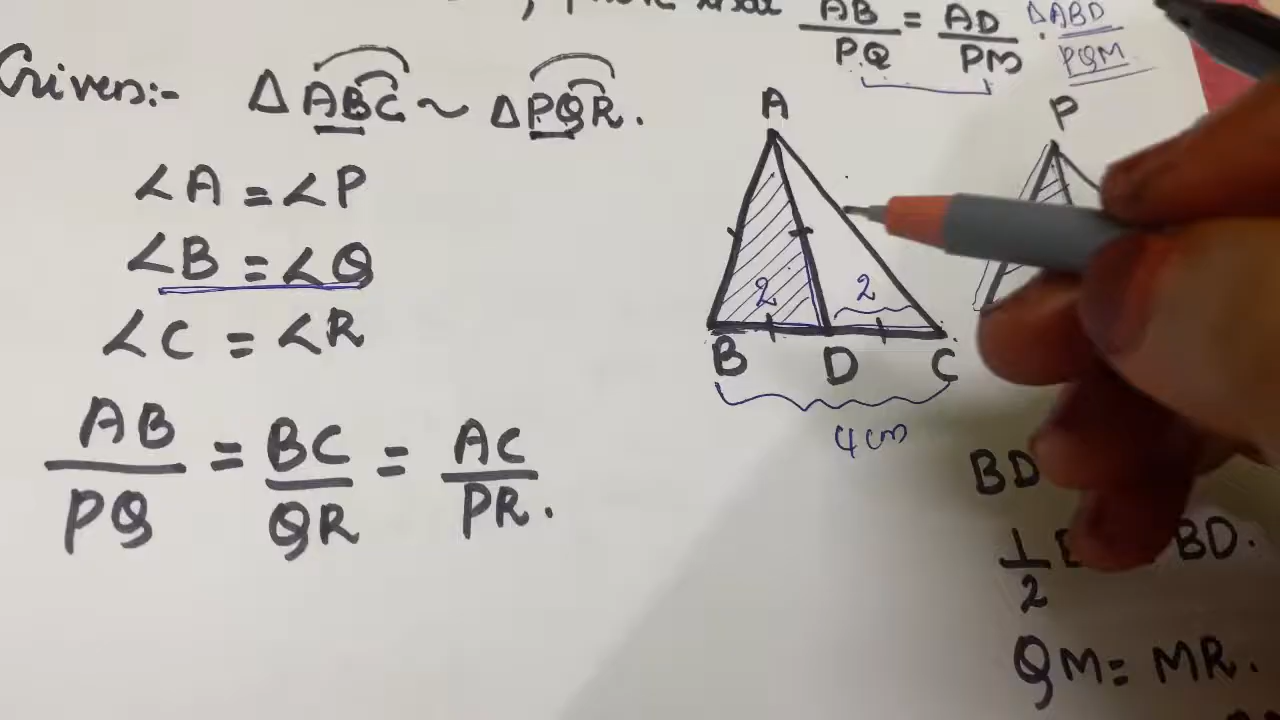 AB/PQ = AD/PM . ΔABD/PQM
Given:- ΔABC ~ ΔPQR.
∠A = ∠P
∠B = ∠Q
∠C = ∠R
AB/PQ = BC/QR = AC/PR.
A
2 2
B D C
4cm
P
BD
1/2 BD.
QM = MR.